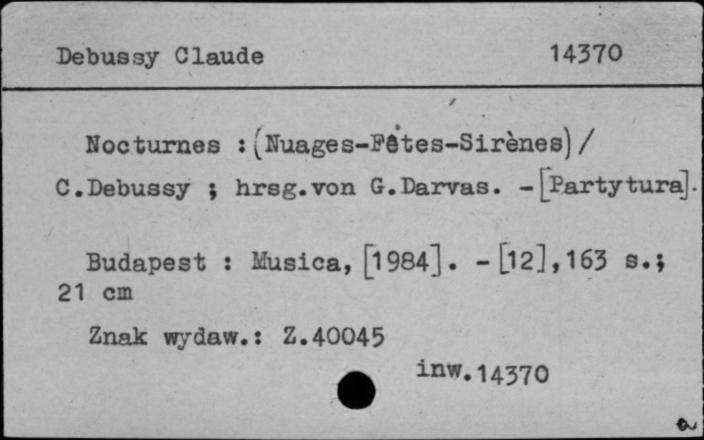 Debussy Claude 14370
Nocturnes :(Nuages-Fêtes-Sirènes)/
C.Debussy ; hrsg.von G.Darvas. -[Partytura].
Budapest : Musica,[1984]. -[12],163 s.;
21 cm
Znak wydaw.: Z.40045
inw.14370